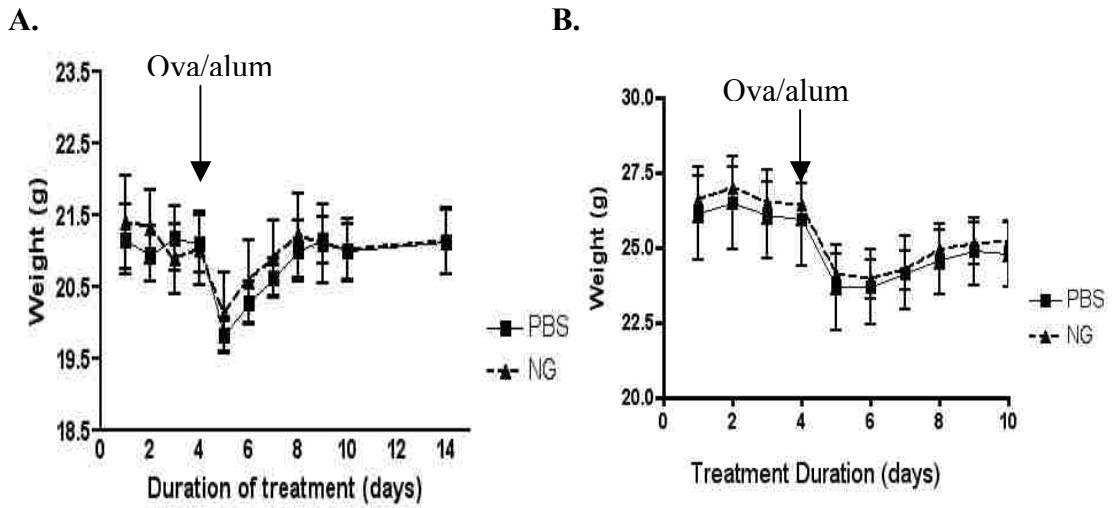 A.
Ova/alum
23.5
22.5
21.5
20.5
19.5
18.5
Weight (g)
0 2 4 6 8 10 12 14
Duration of treatment (days)
PBS
NG
B.
Ova/alum
30.0
27.5
25.0
22.5
20.0
Weight (g)
0 2 4 6 8 10
Treatment Duration (days)
PBS
NG